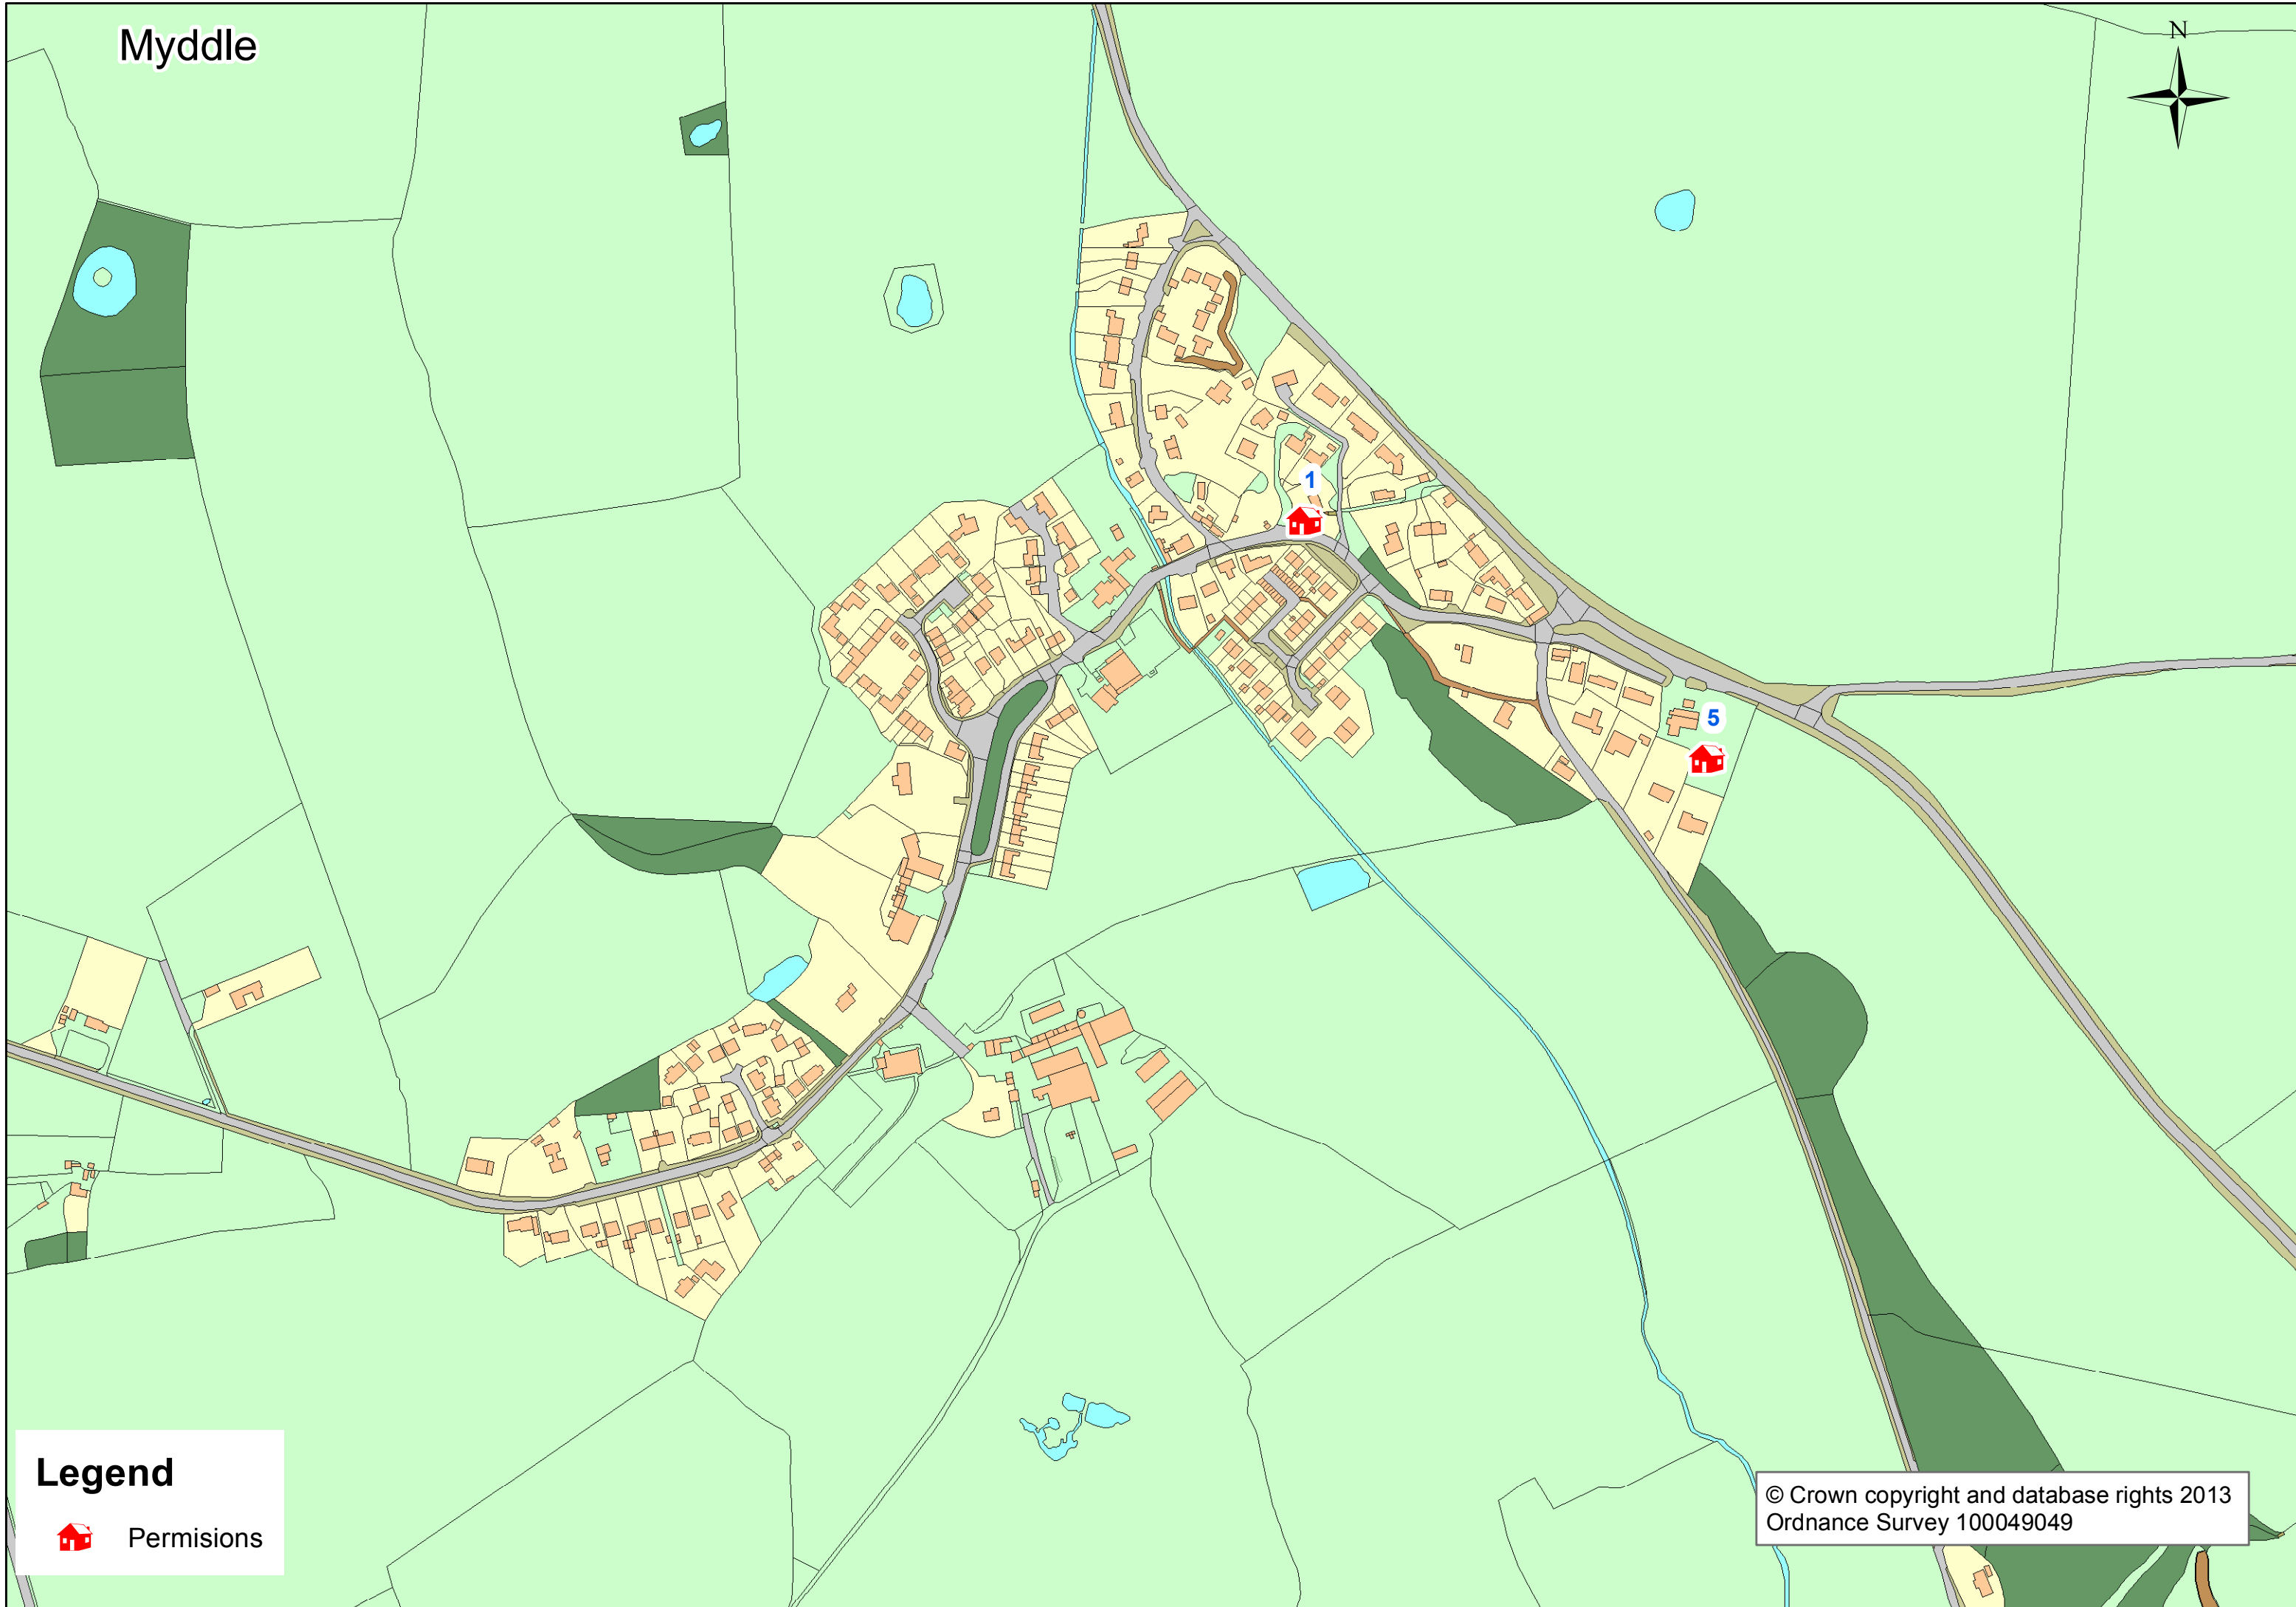 Myddle
N
1
5
Legend
Permisions
© Crown copyright and database rights 2013
Ordnance Survey 100049049